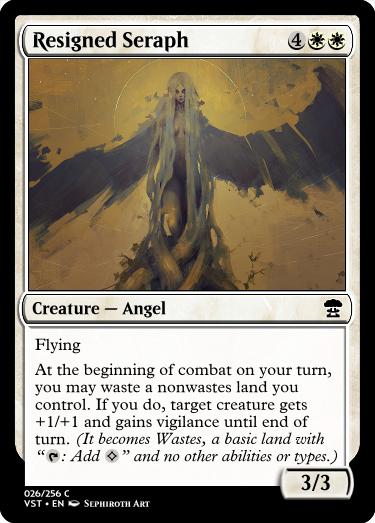 Resigned Seraph 4
Creature — Angel
Flying
At the beginning of combat on your turn,
you may waste a nonwastes land you
control. If you do, target creature gets
+1/+1 and gains vigilance until end of
turn. (It becomes Wastes, a basic land with
“: Add ” and no other abilities or types.)
3/3
026/256 C
VST • EN Sephiroth Art